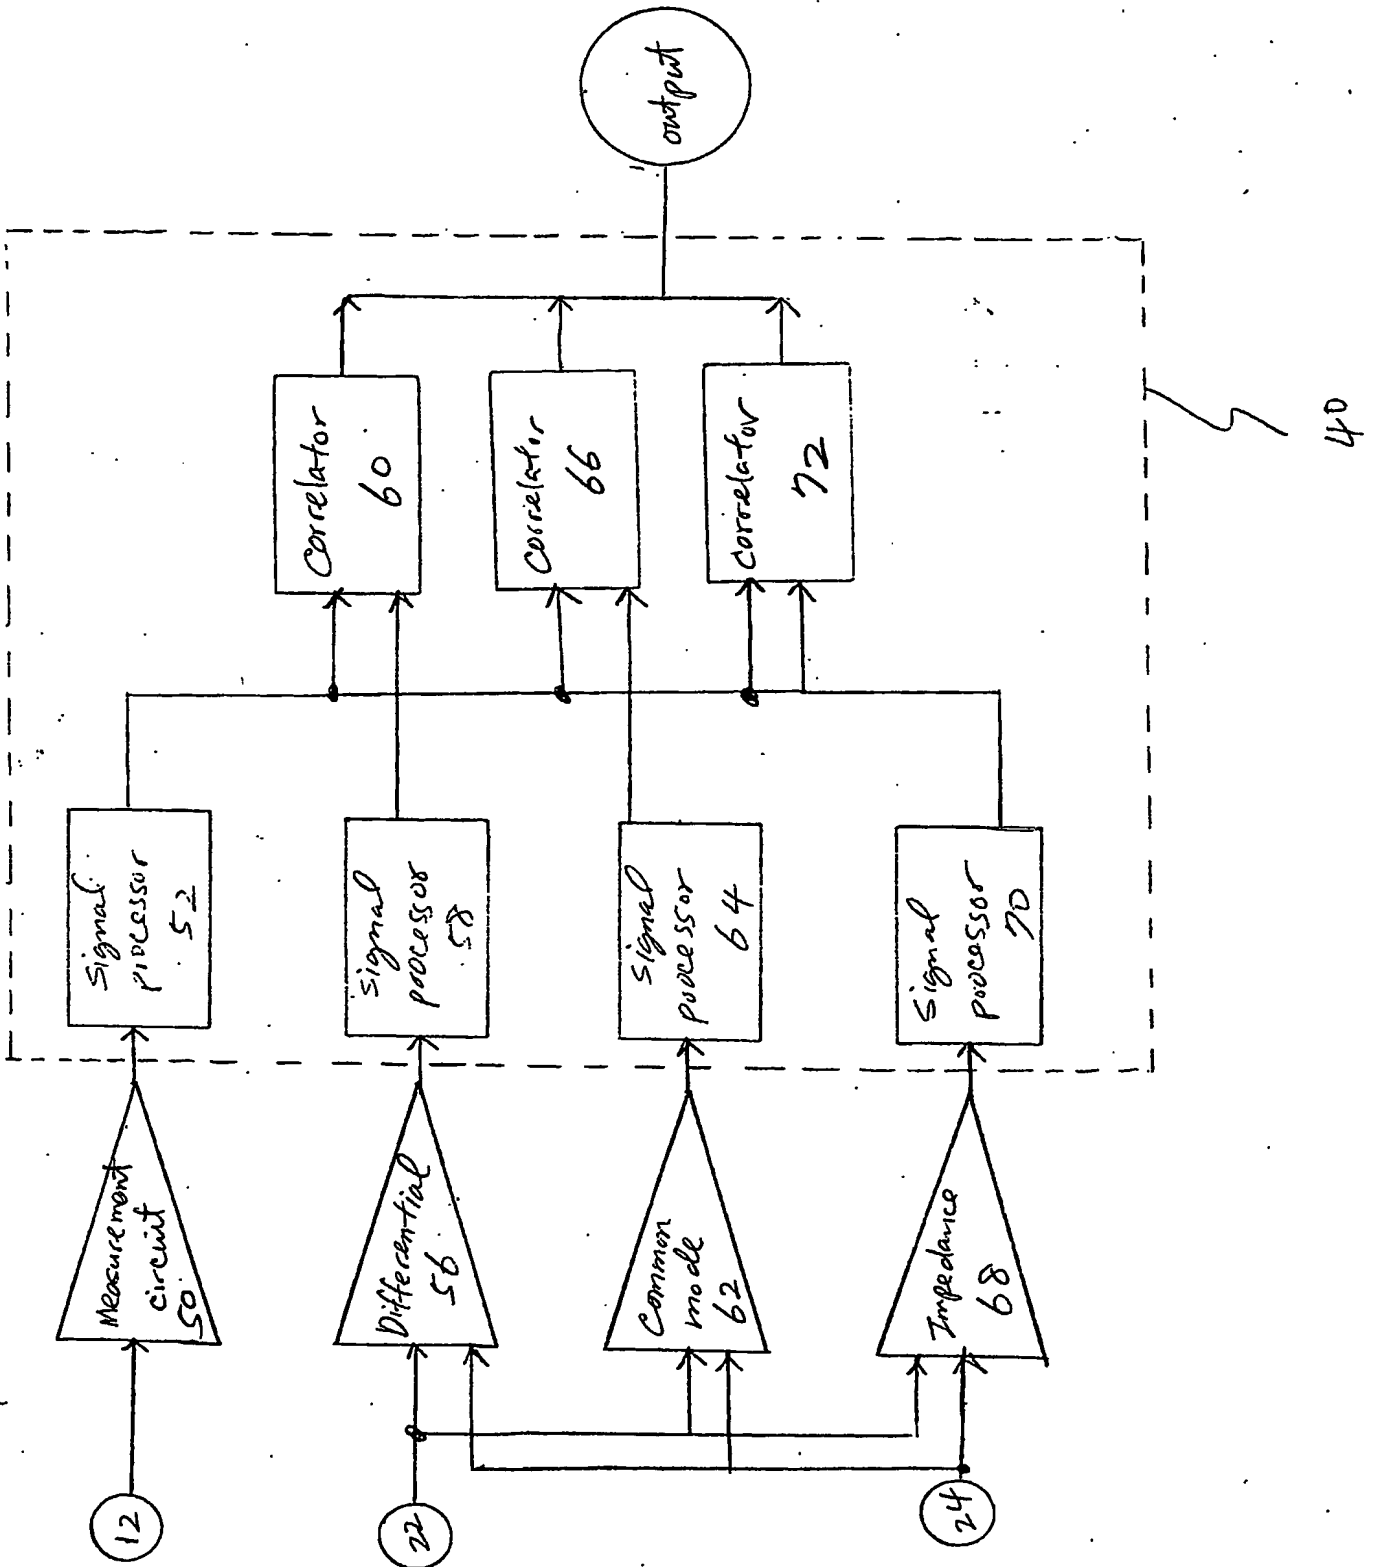 12
Measurement
circuit
50
Signal
processor
52
22
Differential
56
Signal
processor
58
Correlator
60
Common
mode
62
Signal
processor
64
Correlator
66
24
Impedance
68
Signal
processor
70
Correlator
72
output
40